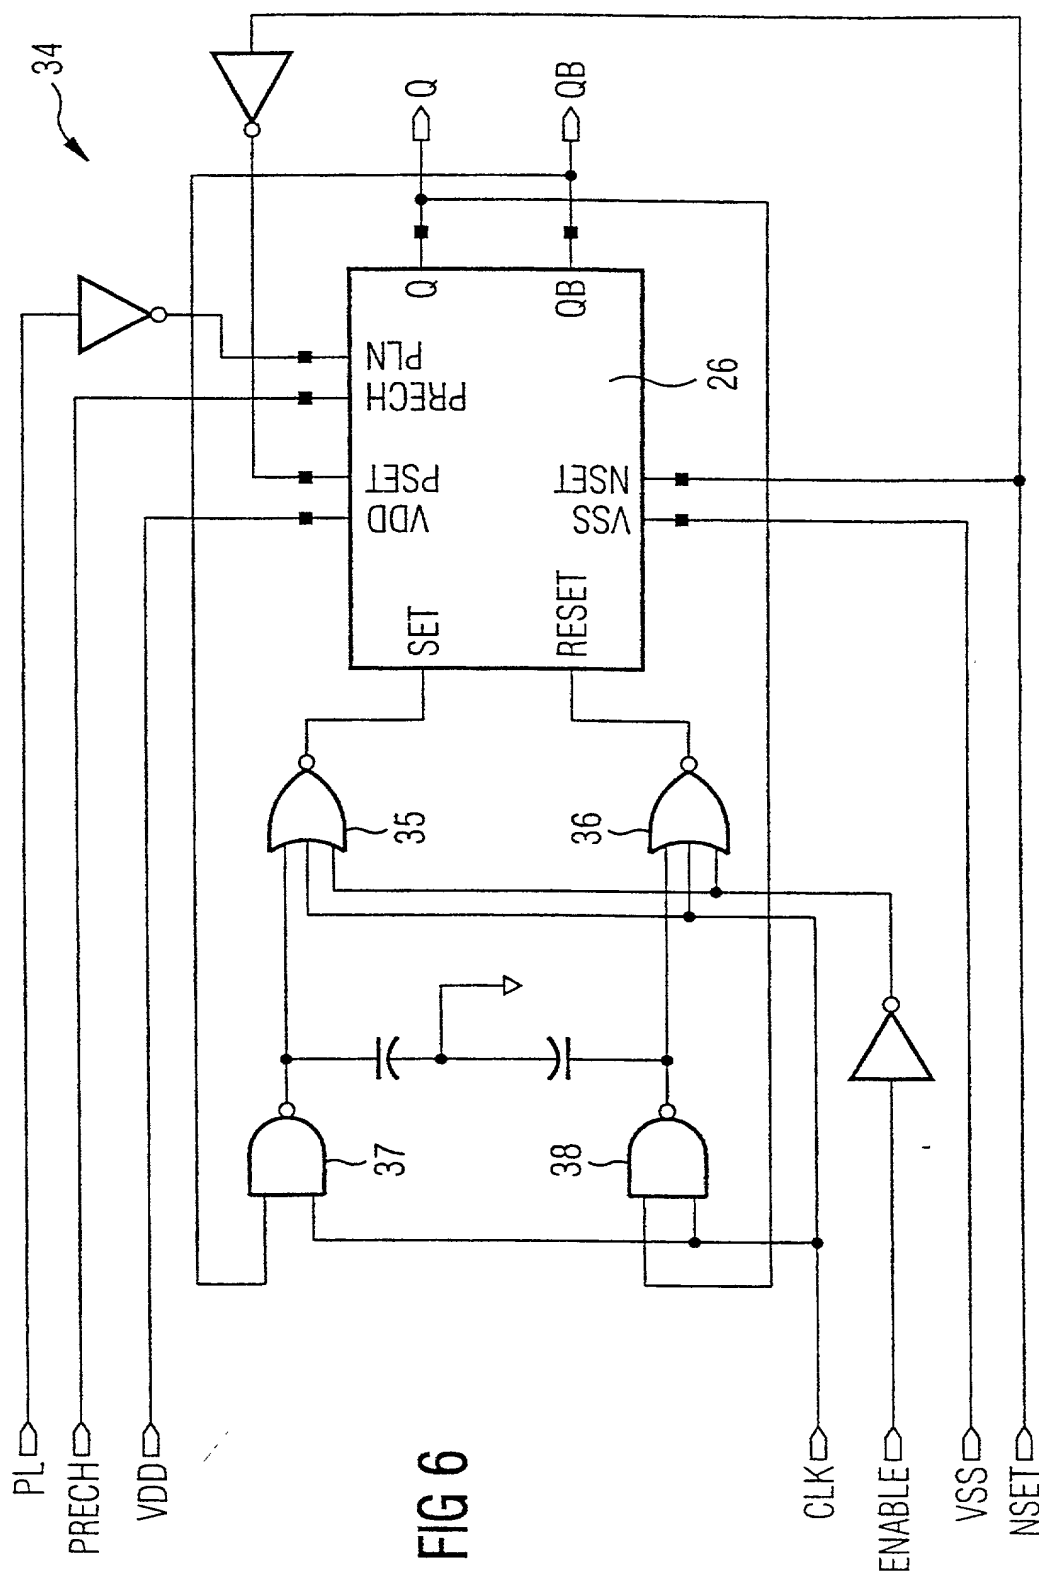 34
PL
PRECH
VDD
PLN
PRECH
PSET
VDD
Q
Q
QB
QB
SET
RESET
NSET
VSS
26
35
36
37
38
CLK
ENABLE
VSS
NSET
FIG 6